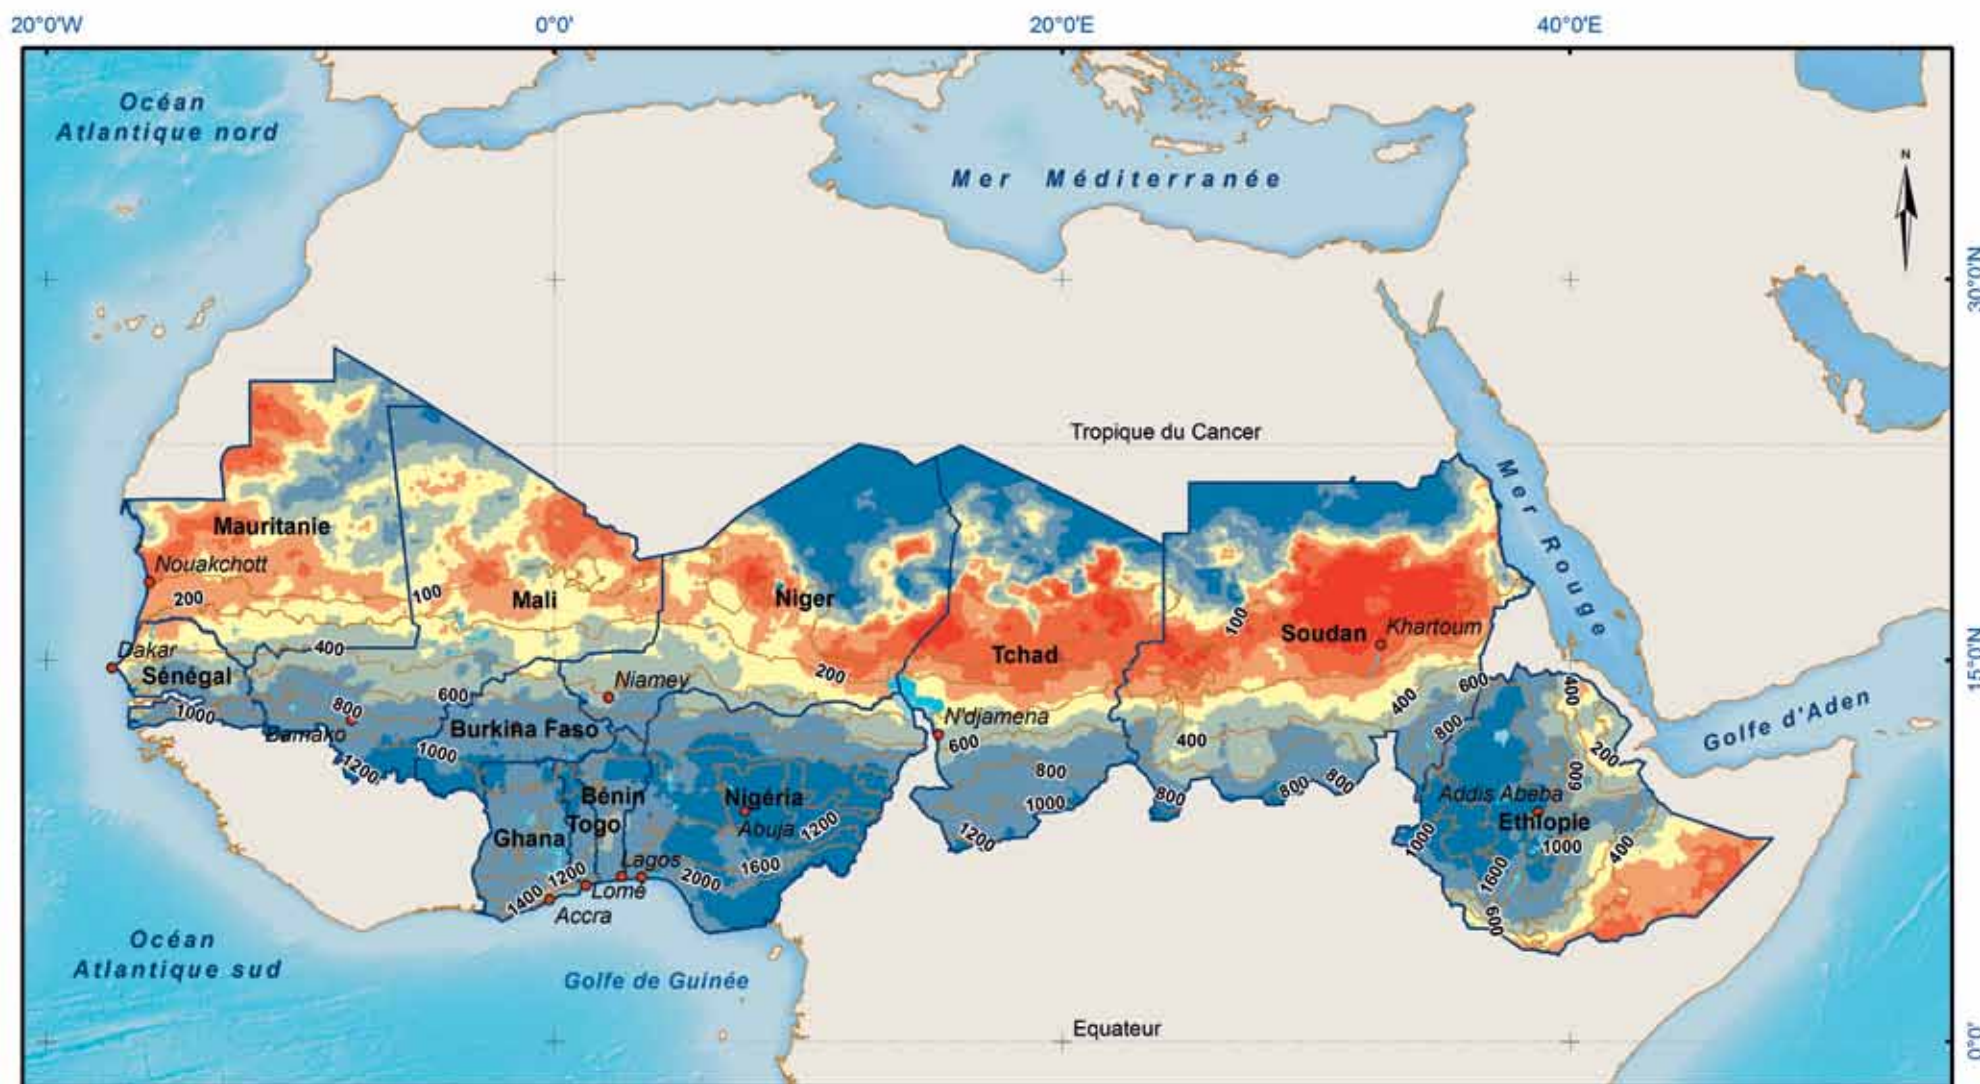 20°0'W
0°0'
20°0'E
40°0'E
Océan
Atlantique nord
Mer Méditerranée
N
30°0'N
Tropique du Cancer
Mer Rouge
Mauritanie
Nouakchott
200
100
Mali
Niger
100
Soudan
Khartoum
Tchad
Dakar
400
Sénégal
200
15°0'N
600
400
400
Niamey
600
800
1000
Burkina Faso
N'djamena
600
400
800
200
Golfe d'Aden
Bamako
1000
1200
800
800
800
800
600
Bénin
Nigéria
1000
Addis Abeba
Ethiopie
Ghana
Togo
Abuja
1200
1200
1000
1000
400
Lagos
1600
2000
1600
1400
1200
Lomé
Accra
600
Océan
Atlantique sud
Golfe de Guinée
Equateur
0°0'